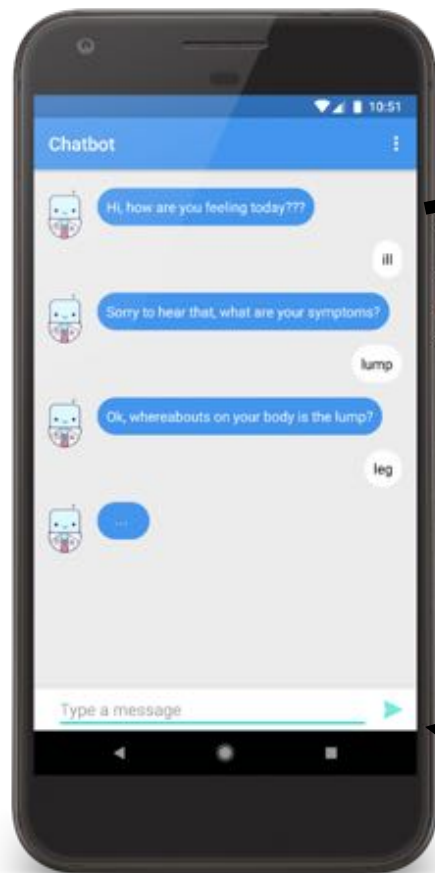 10:51
Chatbot
Hi, how are you feeling today???
ill
Sorry to hear that, what are your symptoms?
lump
Ok, whereabouts on your body is the lump?
leg
...
Type a message